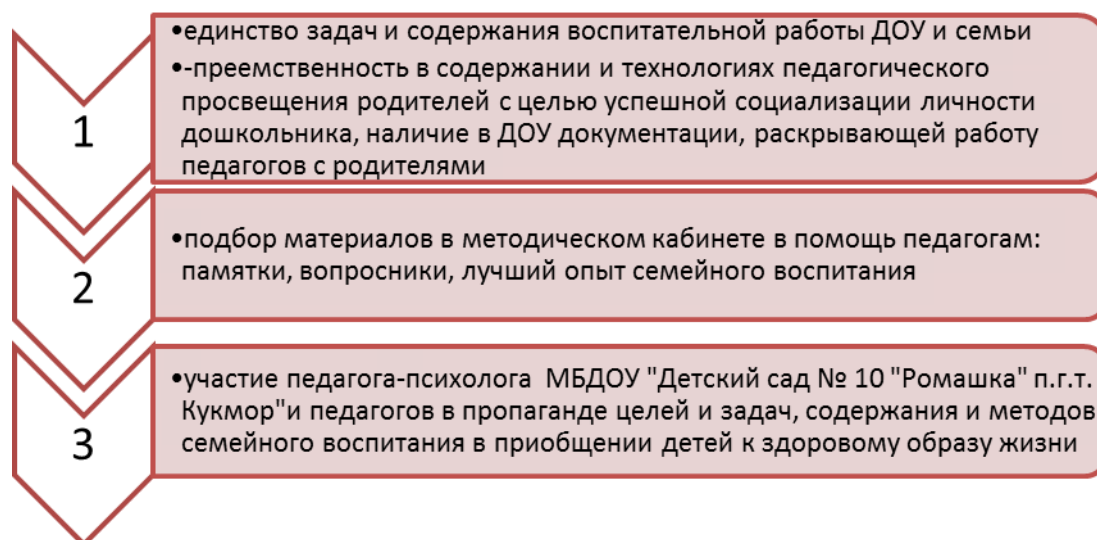 1
•единство задач и содержания воспитательной работы ДОУ и семьи
•-преемственность в содержании и технологиях педагогического
просвещения родителей с целью успешной социализации личности
дошкольника, наличие в ДОУ документации, раскрывающей работу
педагогов с родителями
2
•подбор материалов в методическом кабинете в помощь педагогам:
памятки, вопросники, лучший опыт семейного воспитания
3
•участие педагога-психолога  МБДОУ "Детский сад № 10 "Ромашка" п.г.т.
Кукмор"и педагогов в пропаганде целей и задач, содержания и методов
семейного воспитания в приобщении детей к здоровому образу жизни